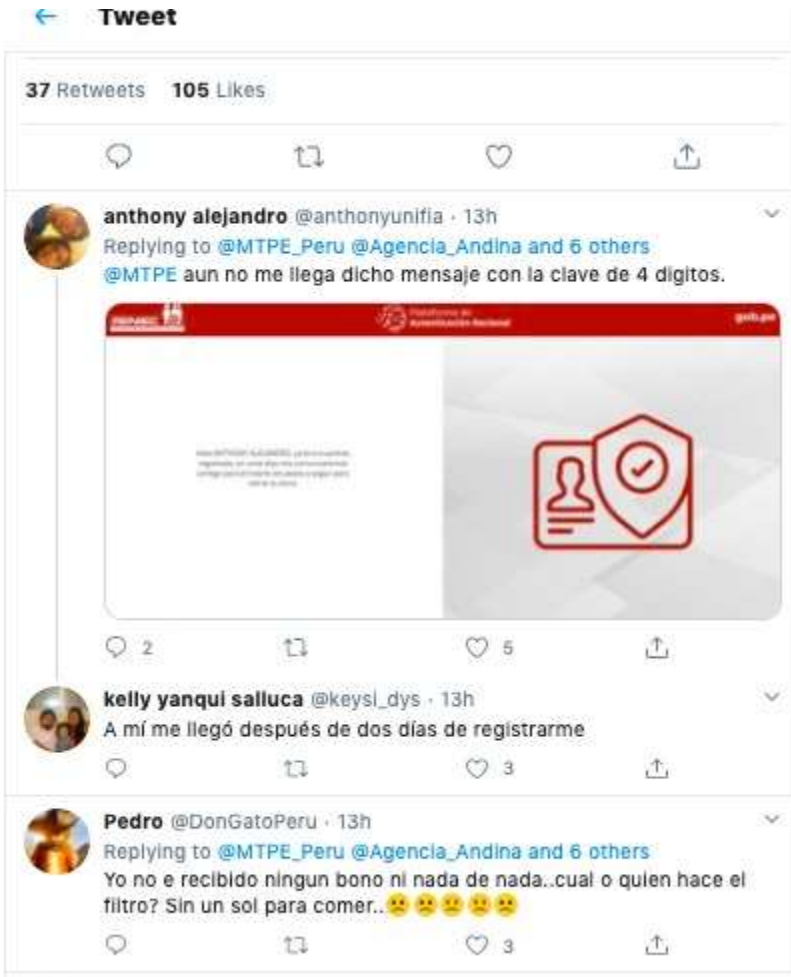 Tweet
37 Retweets 105 Likes
anthony alejandro @anthonyunifia · 13h
Replying to @MTPE_Peru @Agencia_Andina and 6 others
@MTPE aun no me llega dicho mensaje con la clave de 4 digitos.
Plataforma de
Autenticación Nacional
gob.pe
2
5
kelly yanqui salluca @keysi_dys · 13h
A mí me llegó después de dos días de registrarme
3
Pedro @DonGatoPeru · 13h
Replying to @MTPE_Peru @Agencia_Andina and 6 others
Yo no e recibido ningun bono ni nada de nada..cual o quien hace el
filtro? Sin un sol para comer..🙁🙁🙁🙁🙁
3